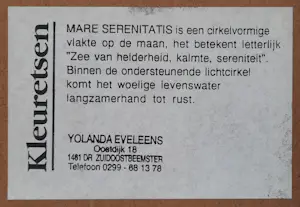 Kleuretsen
MARE SERENITATIS is een cirkelvormige
vlakte op de maan, het betekent letterlijk
"Zee van helderheid, kalmte, sereniteit".
Binnen de ondersteunende lichtcirkel
komt het woelige levenswater
langzamerhand tot rust.
YOLANDA EVELEENS
Oostdijk 18
1461 DR ZUIDOOSTBEEMSTER
Telefoon 0299 - 68 13 78